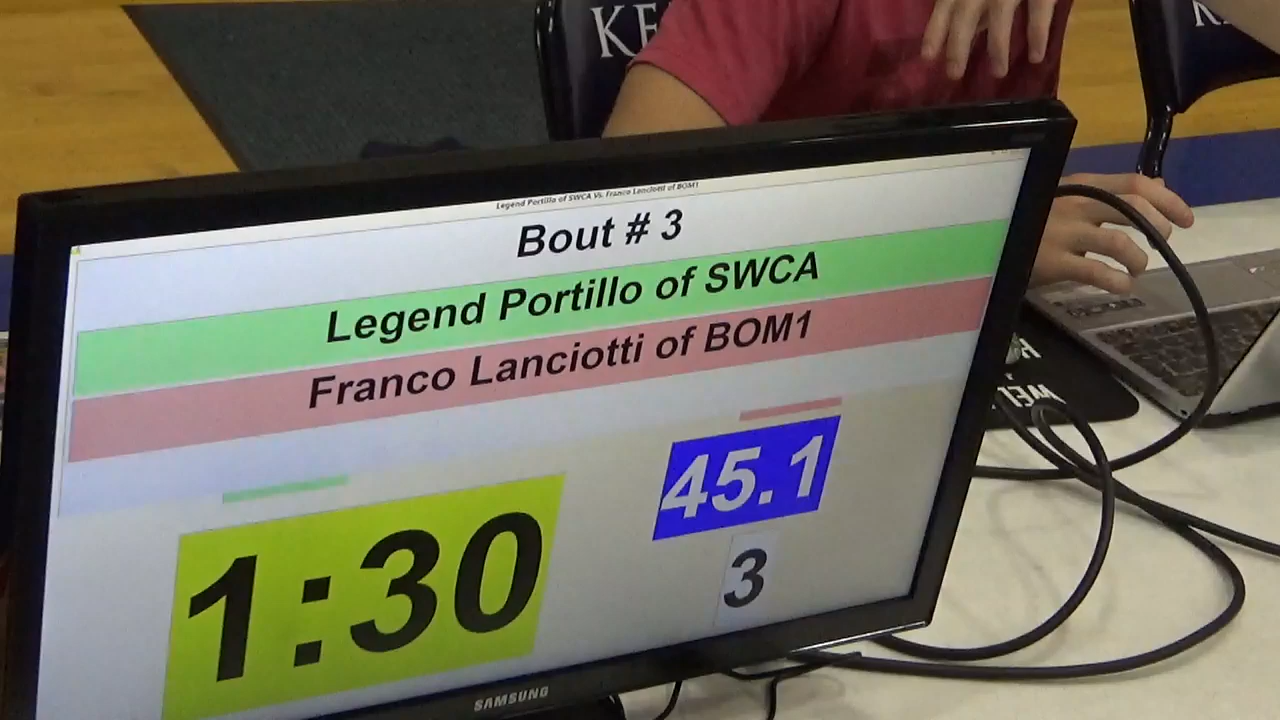 KE
Legend Portillo of SWCA Vs. Franco Lanciotti of BOM1
Bout # 3
Legend Portillo of SWCA
Franco Lanciotti of BOM1
45.1
1:30
3
SAMSUNG